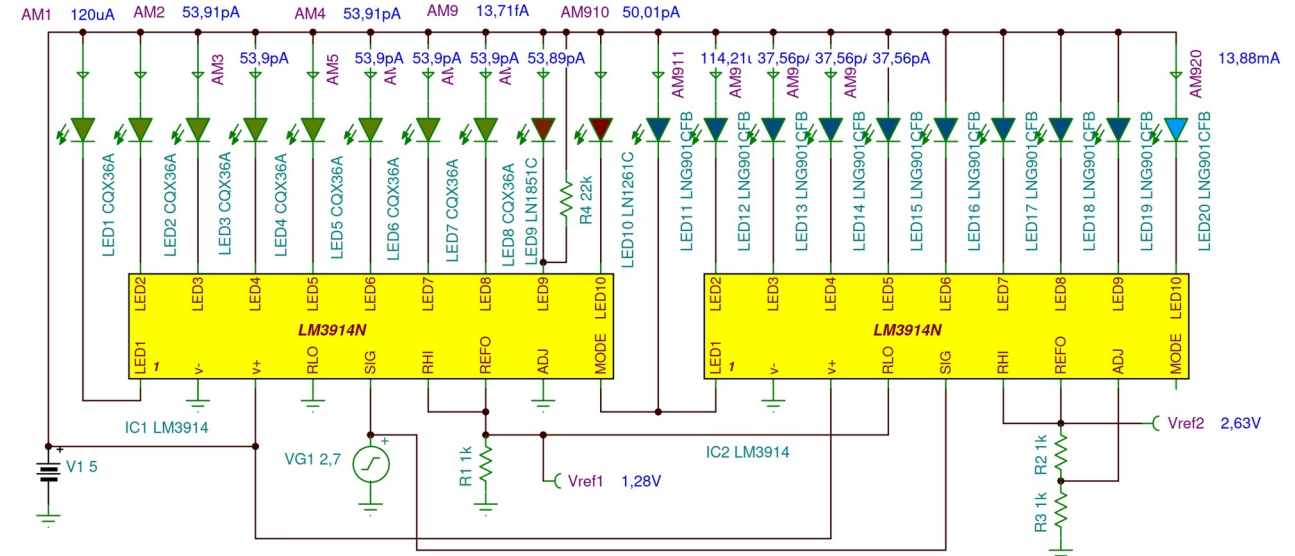 AM1 120uA AM2 53,91pA AM4 53,91pA AM9 13,71fA AM910 50,01pA
AM3 53,9pA AM5 53,9pA 53,9pA 53,9pA 53,89pA AM911 37,56pA 37,56pA AM920 13,88mA
LED1 CQX36A
LED2 CQX36A
LED3 CQX36A
LED4 CQX36A
LED5 CQX36A
LED6 CQX36A
LED7 CQX36A
LED8 CQX36A
LED9 LN1851C
R4 22k
LED10 LN1261C
LED11 LNG901CFB
LED12 LNG901CFB
LED13 LNG901CFB
LED14 LNG901CFB
LED15 LNG901CFB
LED16 LNG901CFB
LED17 LNG901CFB
LED18 LNG901CFB
LED19 LNG901CFB
LED20 LNG901CFB
LED2 LED3 LED4 LED5 LED6 LED7 LED8 LED9 LED10
LM3914N
LED1 1 v- v+ RLO SIG RHI REFO ADJ MODE
LED2 LED3 LED4 LED5 LED6 LED7 LED8 LED9 LED10
LM3914N
LED1 1 v- v+ RLO SIG RHI REFO ADJ MODE
IC1 LM3914
IC2 LM3914
V1 5
+
VG1 2,7
+
R1 1k
Vref1 1,28V
Vref2 2,63V
R2 1k
R3 1k